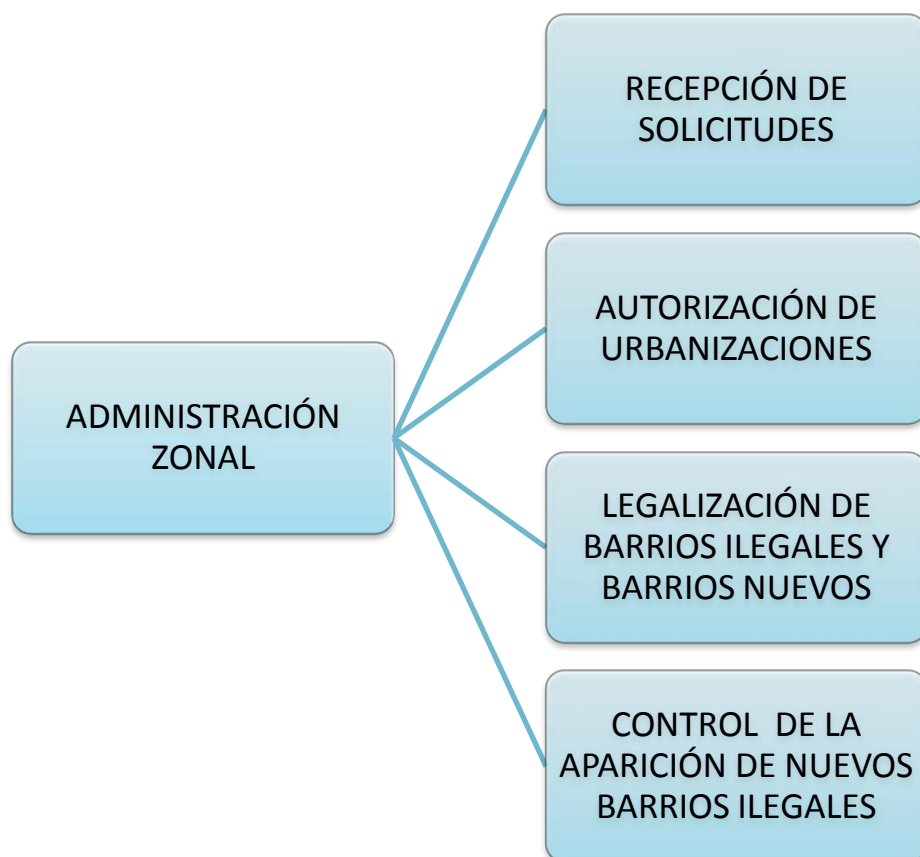 RECEPCIÓN DE
SOLICITUDES
AUTORIZACIÓN DE
URBANIZACIONES
ADMINISTRACIÓN
ZONAL
LEGALIZACIÓN DE
BARRIOS ILEGALES Y
BARRIOS NUEVOS
CONTROL DE LA
APARICIÓN DE NUEVOS
BARRIOS ILEGALES